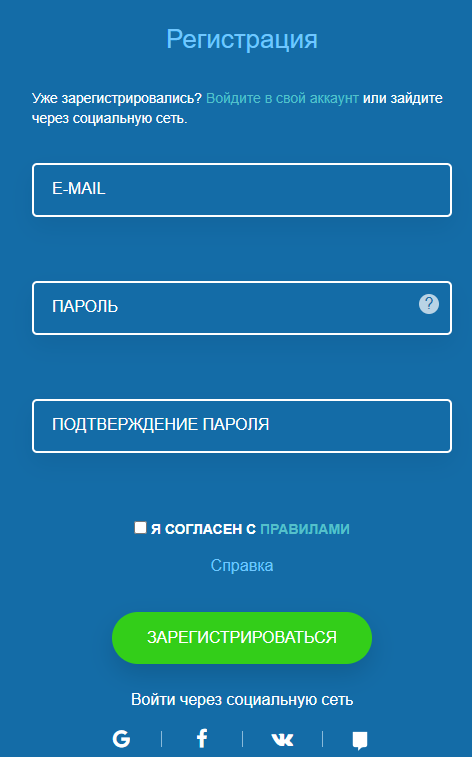 Регистрация
Уже зарегистрировались? Войдите в свой аккаунт или зайдите
через социальную сеть.
E-MAIL
ПАРОЛЬ ?
ПОДТВЕРЖДЕНИЕ ПАРОЛЯ
Я СОГЛАСЕН С ПРАВИЛАМИ
Справка
ЗАРЕГИСТРИРОВАТЬСЯ
Войти через социальную сеть